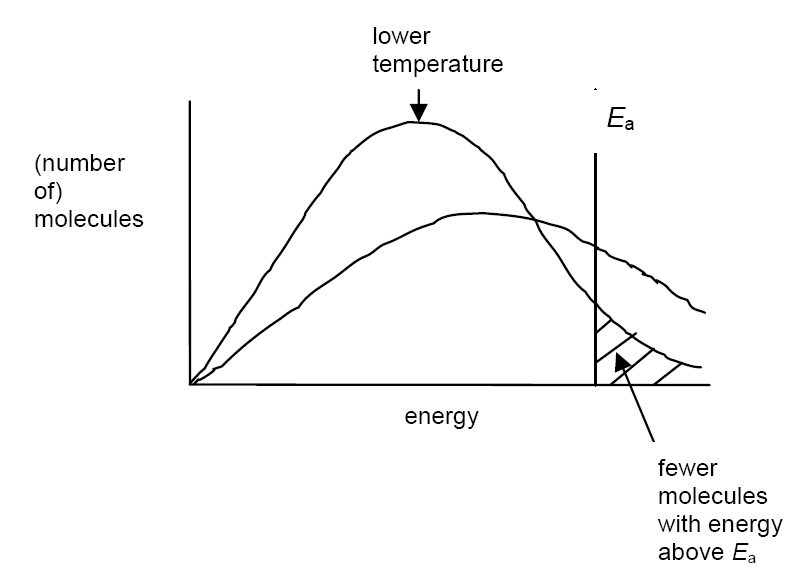 lower
temperature
Ea
(number
of)
molecules
energy
fewer
molecules
with energy
above Ea